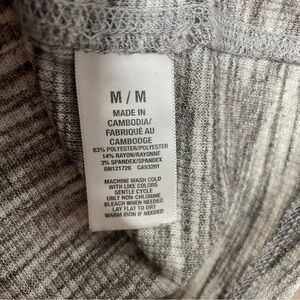 M / M
MADE IN
CAMBODIA/
FABRIQUÉ AU
CAMBODGE
83% POLYESTER/POLYESTER
14% RAYON/RAYONNE
3% SPANDEX/SPANDEX
RN121726 CA53201
MACHINE WASH COLD
WITH LIKE COLORS
GENTLE CYCLE
ONLY NON-CHLORINE
BLEACH WHEN NEEDED
LAY FLAT TO DRY
WARM IRON IF NEEDED